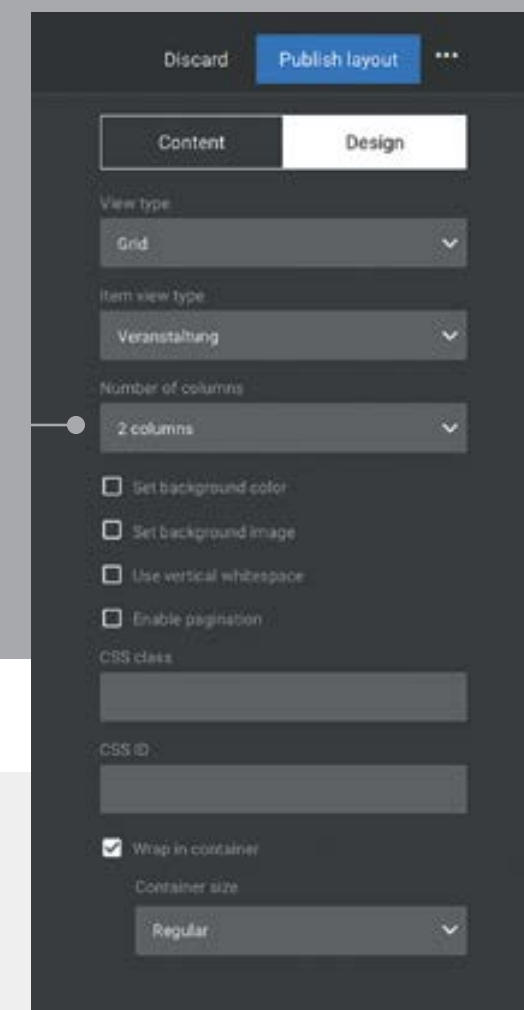 Discard Publish layout ...
Content Design
View type
Grid
Item view type
Veranstaltung
Number of columns
2 columns
Set background color
Set background image
Use vertical whitespace
Enable pagination
CSS class
CSS ID
Wrap in container
Container size
Regular